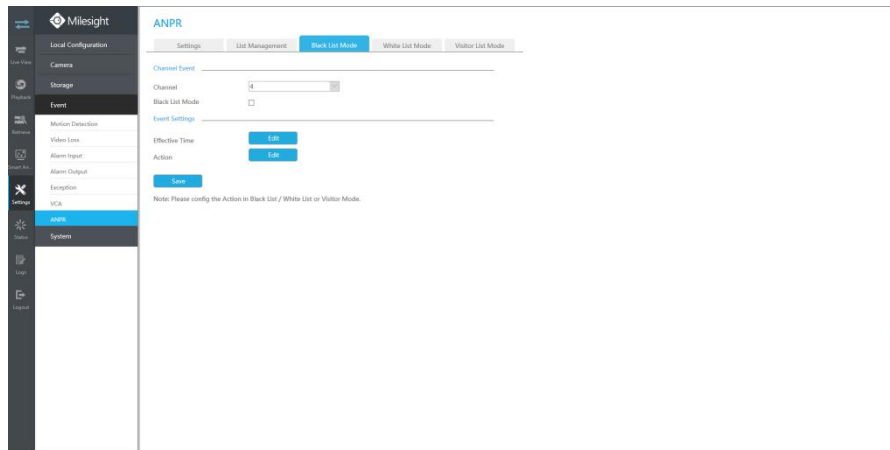 Milesight
Live View
Playback
Retrieve
Smart An...
Settings
Status
Logs
Logout
Local Configuration
Camera
Storage
Event
Motion Detection
Video Loss
Alarm Input
Alarm Output
Exception
VCA
ANPR
System
ANPR
Settings
List Management
Black List Mode
White List Mode
Visitor List Mode
Channel Event
Channel
4
Black List Mode
Event Settings
Effective Time
Edit
Action
Edit
Save
Note: Please config the Action in Black List / White List or Visitor Mode.